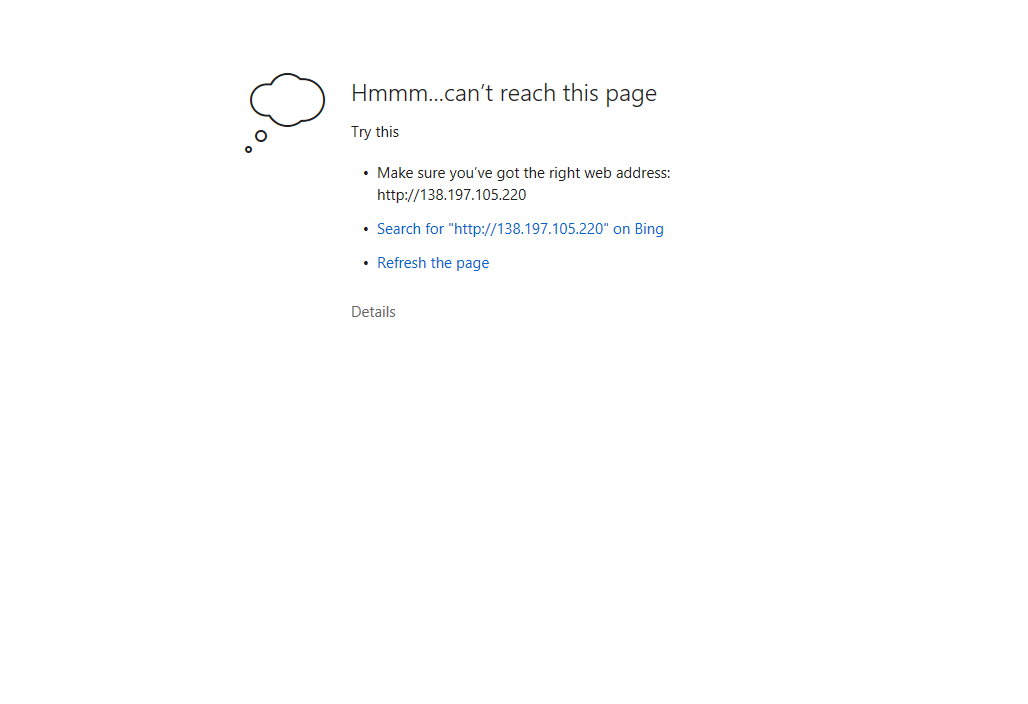 Hmmm...can’t reach this page
Try this
• Make sure you’ve got the right web address:
http://138.197.105.220
• Search for "http://138.197.105.220" on Bing
• Refresh the page
Details